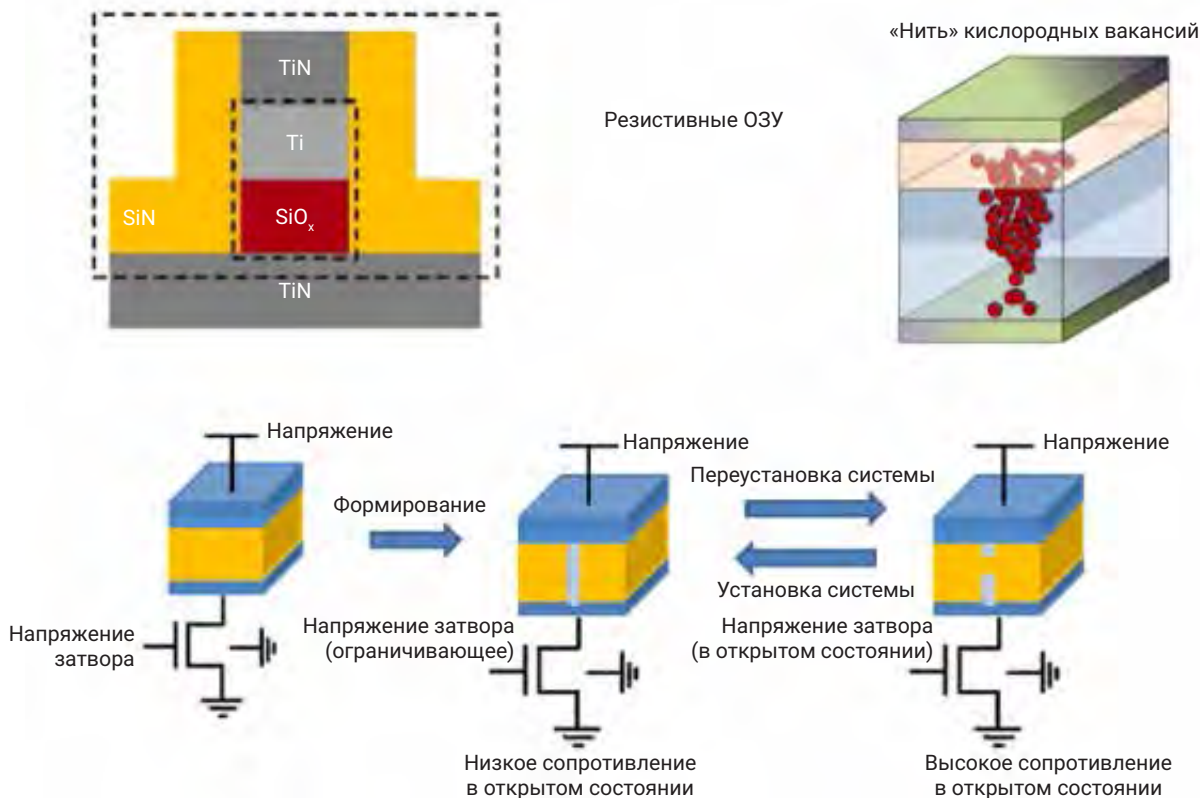 «Нить» кислородных вакансий
TiN
Резистивные ОЗУ
Ti
SiN
SiOx
TiN
Напряжение
Напряжение
Напряжение
Формирование
Переустановка системы
Установка системы
Напряжение
затвора
Напряжение затвора
(ограничивающее)
Напряжение затвора
(в открытом состоянии)
Низкое сопротивление
в открытом состоянии
Высокое сопротивление
в открытом состоянии